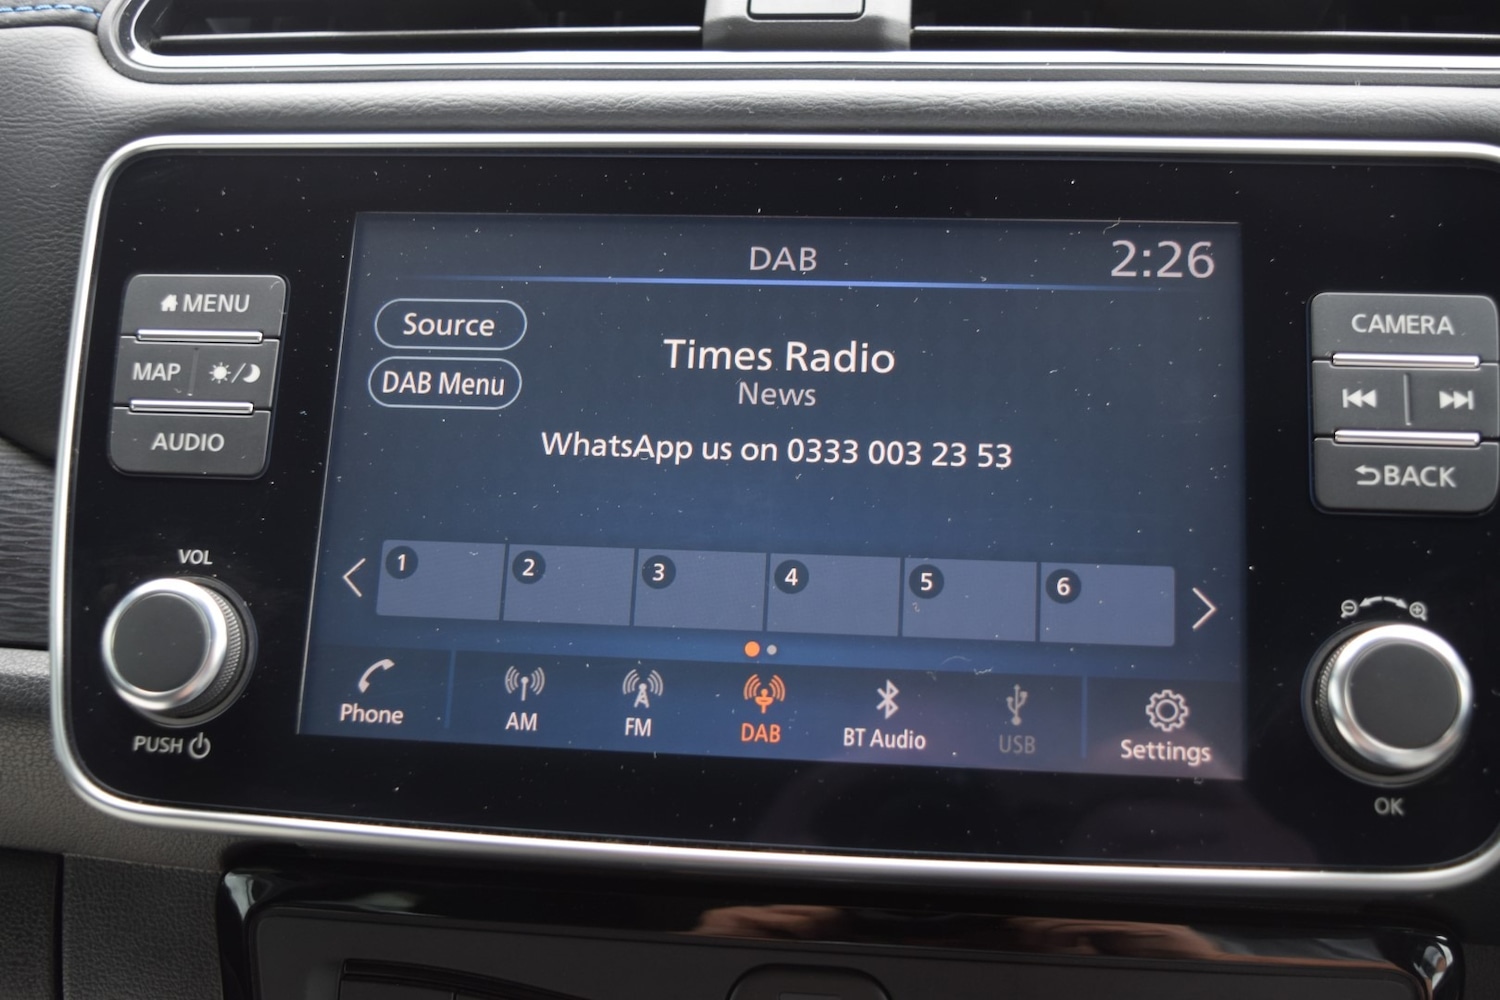 DAB
2:26
MENU
MAP
AUDIO
Source
DAB Menu
Times Radio
News
WhatsApp us on 0333 003 23 53
CAMERA
BACK
VOL
PUSH
1
2
3
4
5
6
Phone
AM
FM
DAB
BT Audio
USB
Settings
OK